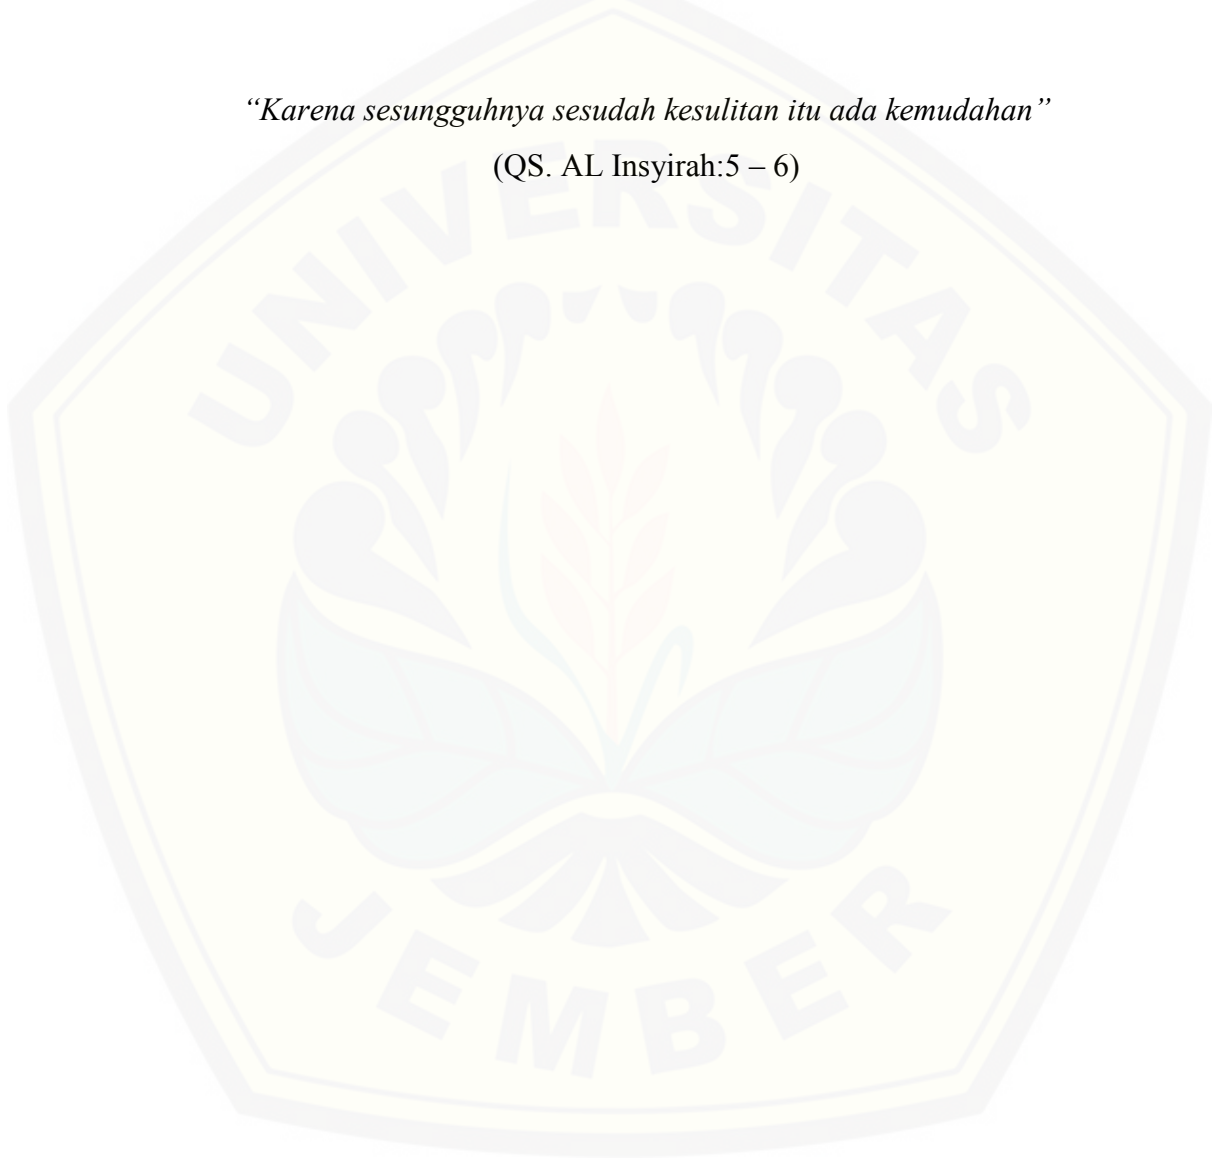 “Karena sesungguhnya sesudah kesulitan itu ada kemudahan”
(QS. AL Insyirah:5 – 6)
UNIVERSITAS
JEMBER